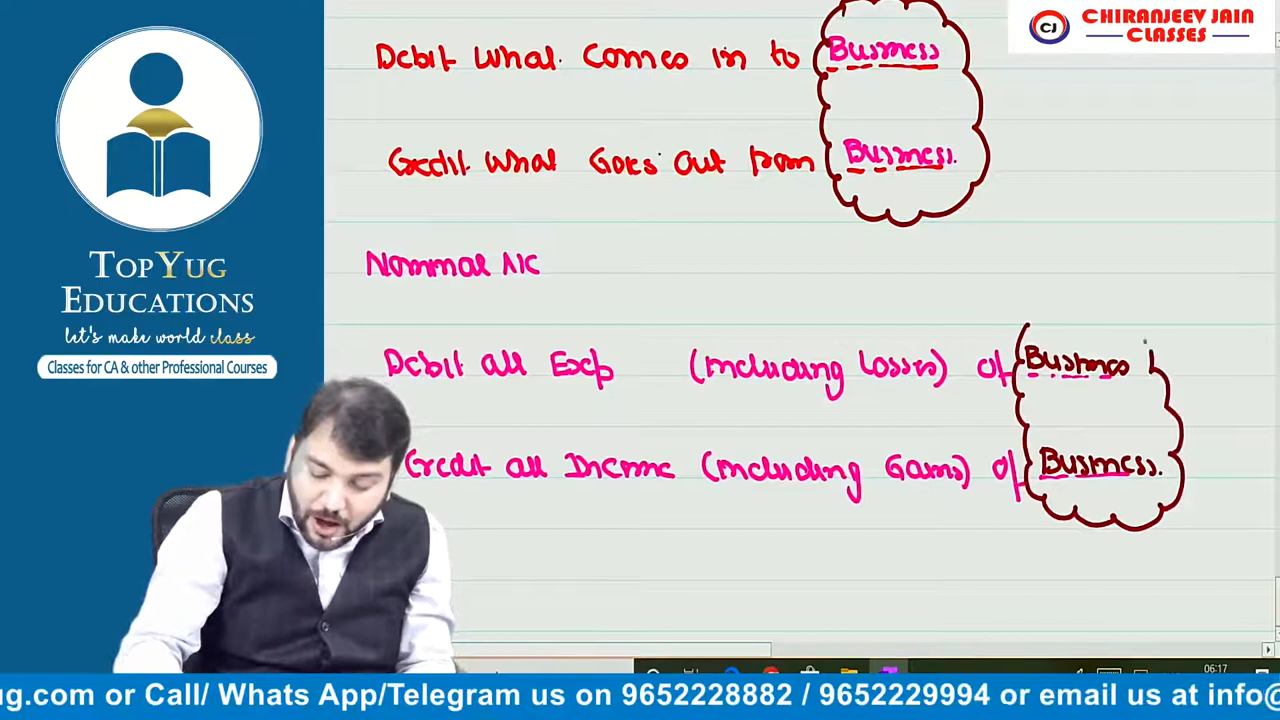 CHIRANJEEV JAIN
CLASSES
CJ
Debit What Comes in to Business
Credit What Goes Out from Business.
Nominal A/c
Debit all Exp (including Losses) of Business
Credit all Income (including Gains) of Business.
TOPYUG
EDUCATIONS
let's make world class
Classes for CA & other Professional Courses
06:17
ug.com or Call/ Whats App/Telegram us on 9652228882 / 9652229994 or email us at info@